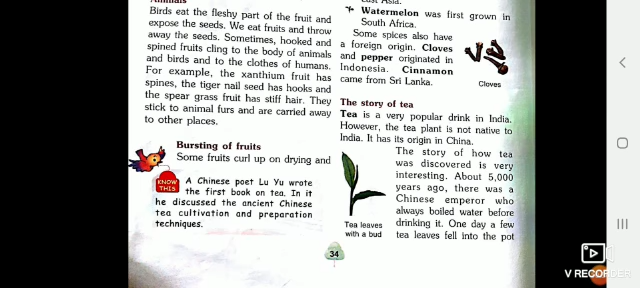 Animals
Birds eat the fleshy part of the fruit and
expose the seeds. We eat fruits and throw
away the seeds. Sometimes, hooked and
spined fruits cling to the body of animals
and birds and to the clothes of humans.
For example, the xanthium fruit has
spines, the tiger nail seed has hooks and
the spear grass fruit has stiff hair. They
stick to animal furs and are carried away
to other places.
Bursting of fruits
Some fruits curl up on drying and
KNOW
THIS
A Chinese poet Lu Yu wrote
the first book on tea. In it
he discussed the ancient Chinese
tea cultivation and preparation
techniques.
East Asia.
Watermelon was first grown in
South Africa.
Some spices also have
a foreign origin. Cloves
and pepper originated in
Indonesia. Cinnamon
came from Sri Lanka.
Cloves
The story of tea
Tea is a very popular drink in India.
However, the tea plant is not native to
India. It has its origin in China.
The story of how tea
was discovered is very
interesting. About 5,000
years ago, there was a
Chinese emperor who
always boiled water before
drinking it. One day a few
tea leaves fell into the pot
Tea leaves
with a bud
34
V RECORDER